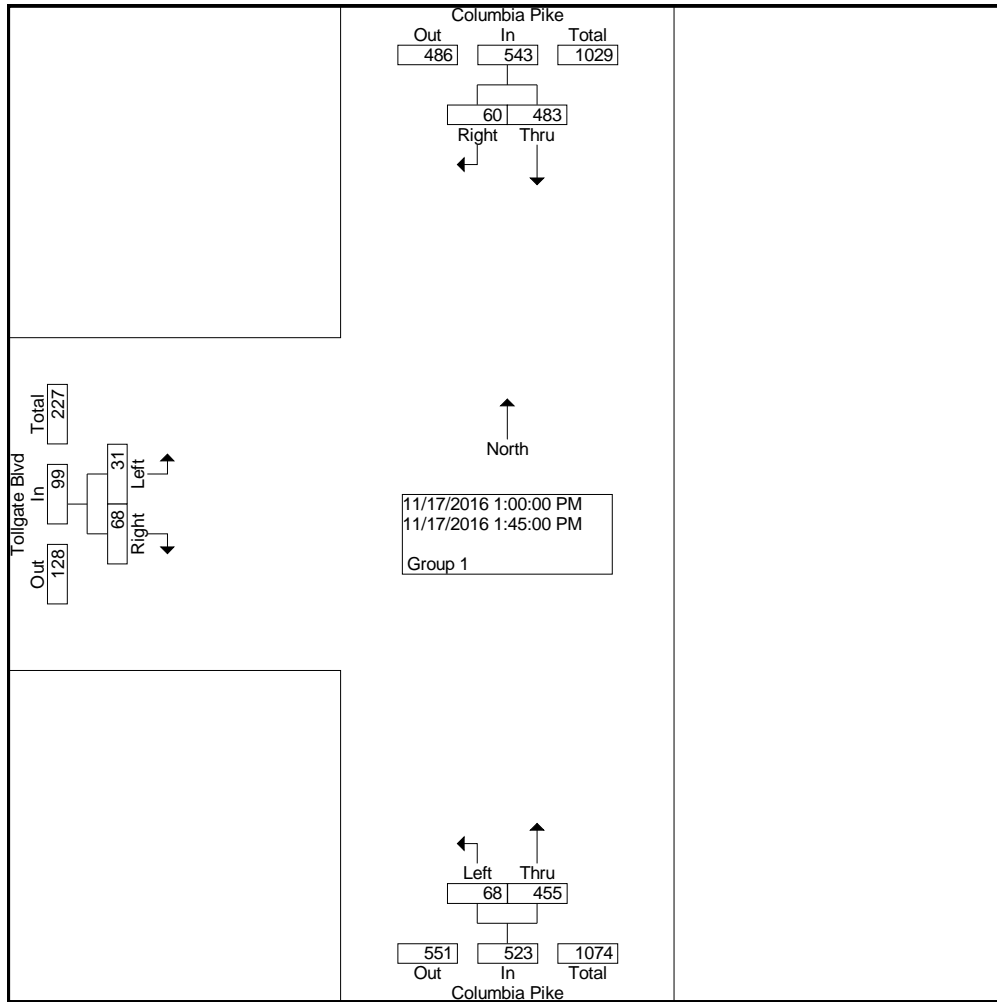 Columbia Pike
Out In Total
486 543 1029
60 483
Right Thru
Tollgate Blvd
Total
227
In
99
Out
128
31
Left
68
Right
North
11/17/2016 1:00:00 PM
11/17/2016 1:45:00 PM
Group 1
Left Thru
68 455
551 523 1074
Out In Total
Columbia Pike